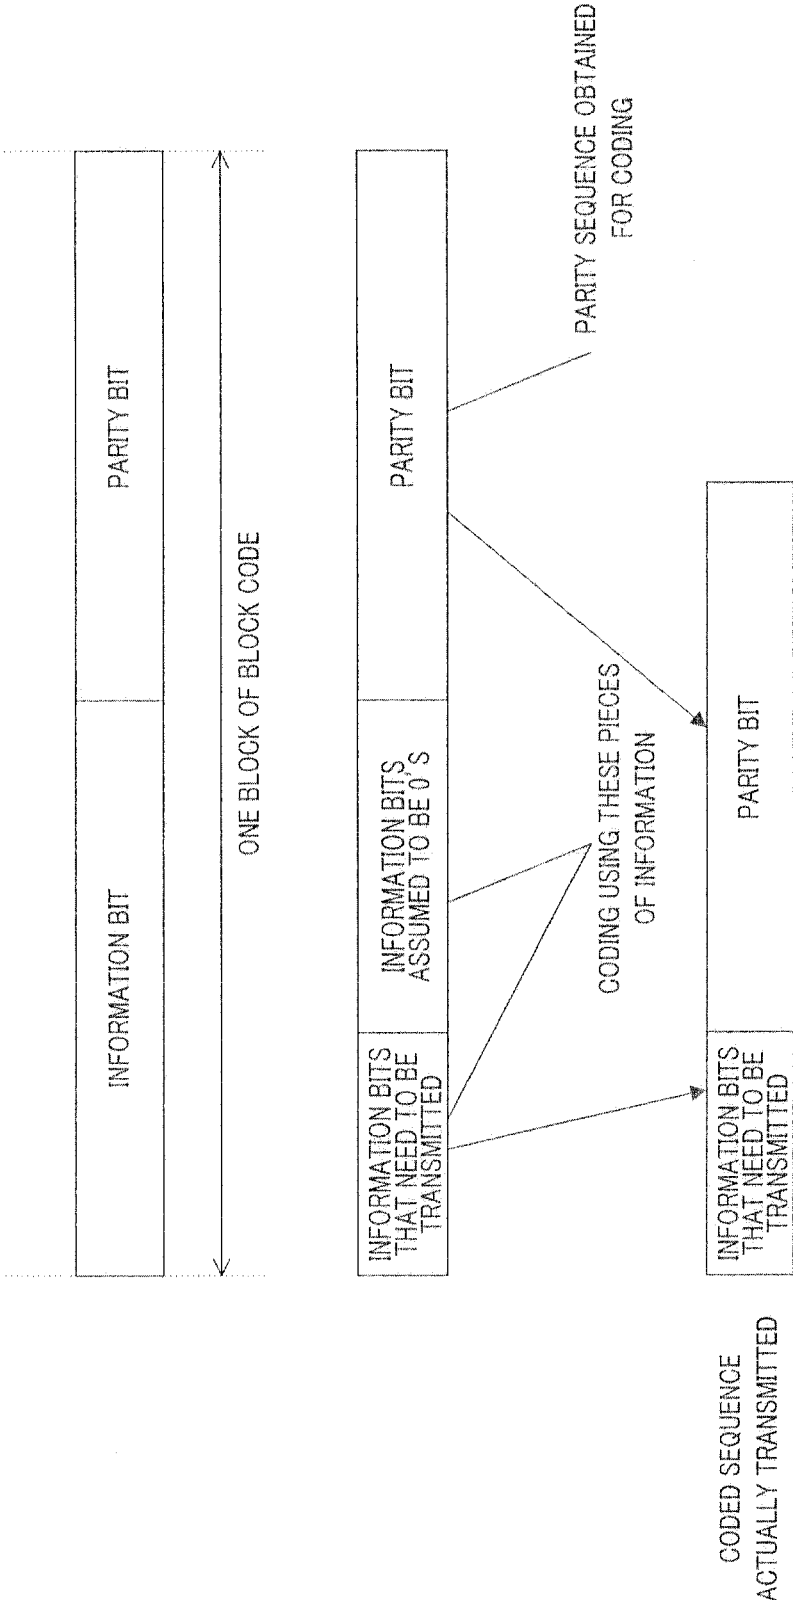 INFORMATION BIT
PARITY BIT
ONE BLOCK OF BLOCK CODE
INFORMATION BITS
THAT NEED TO BE
TRANSMITTED
INFORMATION BITS
ASSUMED TO BE 0'S
PARITY BIT
CODING USING THESE PIECES
OF INFORMATION
PARITY SEQUENCE OBTAINED
FOR CODING
CODED SEQUENCE
ACTUALLY TRANSMITTED
INFORMATION BITS
THAT NEED TO BE
TRANSMITTED
PARITY BIT